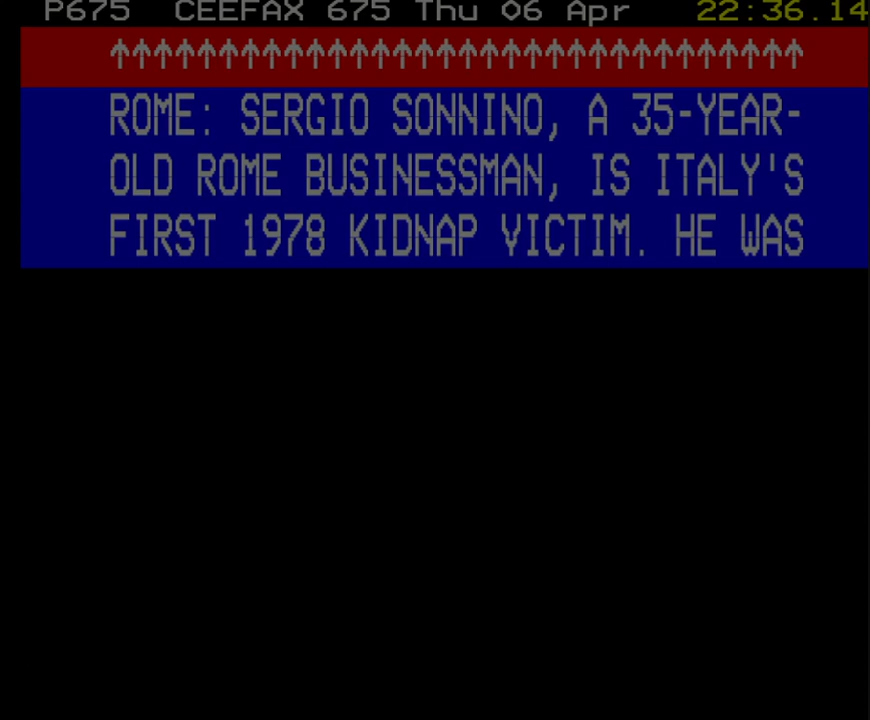 P675 CEEFAX 675 Thu 06 Apr 22:36.14
↑↑↑↑↑↑↑↑↑↑↑↑↑↑↑↑↑↑↑↑↑↑↑↑↑↑↑↑↑↑↑↑
ROME: SERGIO SONNINO, A 35-YEAR-
OLD ROME BUSINESSMAN, IS ITALY'S
FIRST 1978 KIDNAP VICTIM. HE WAS